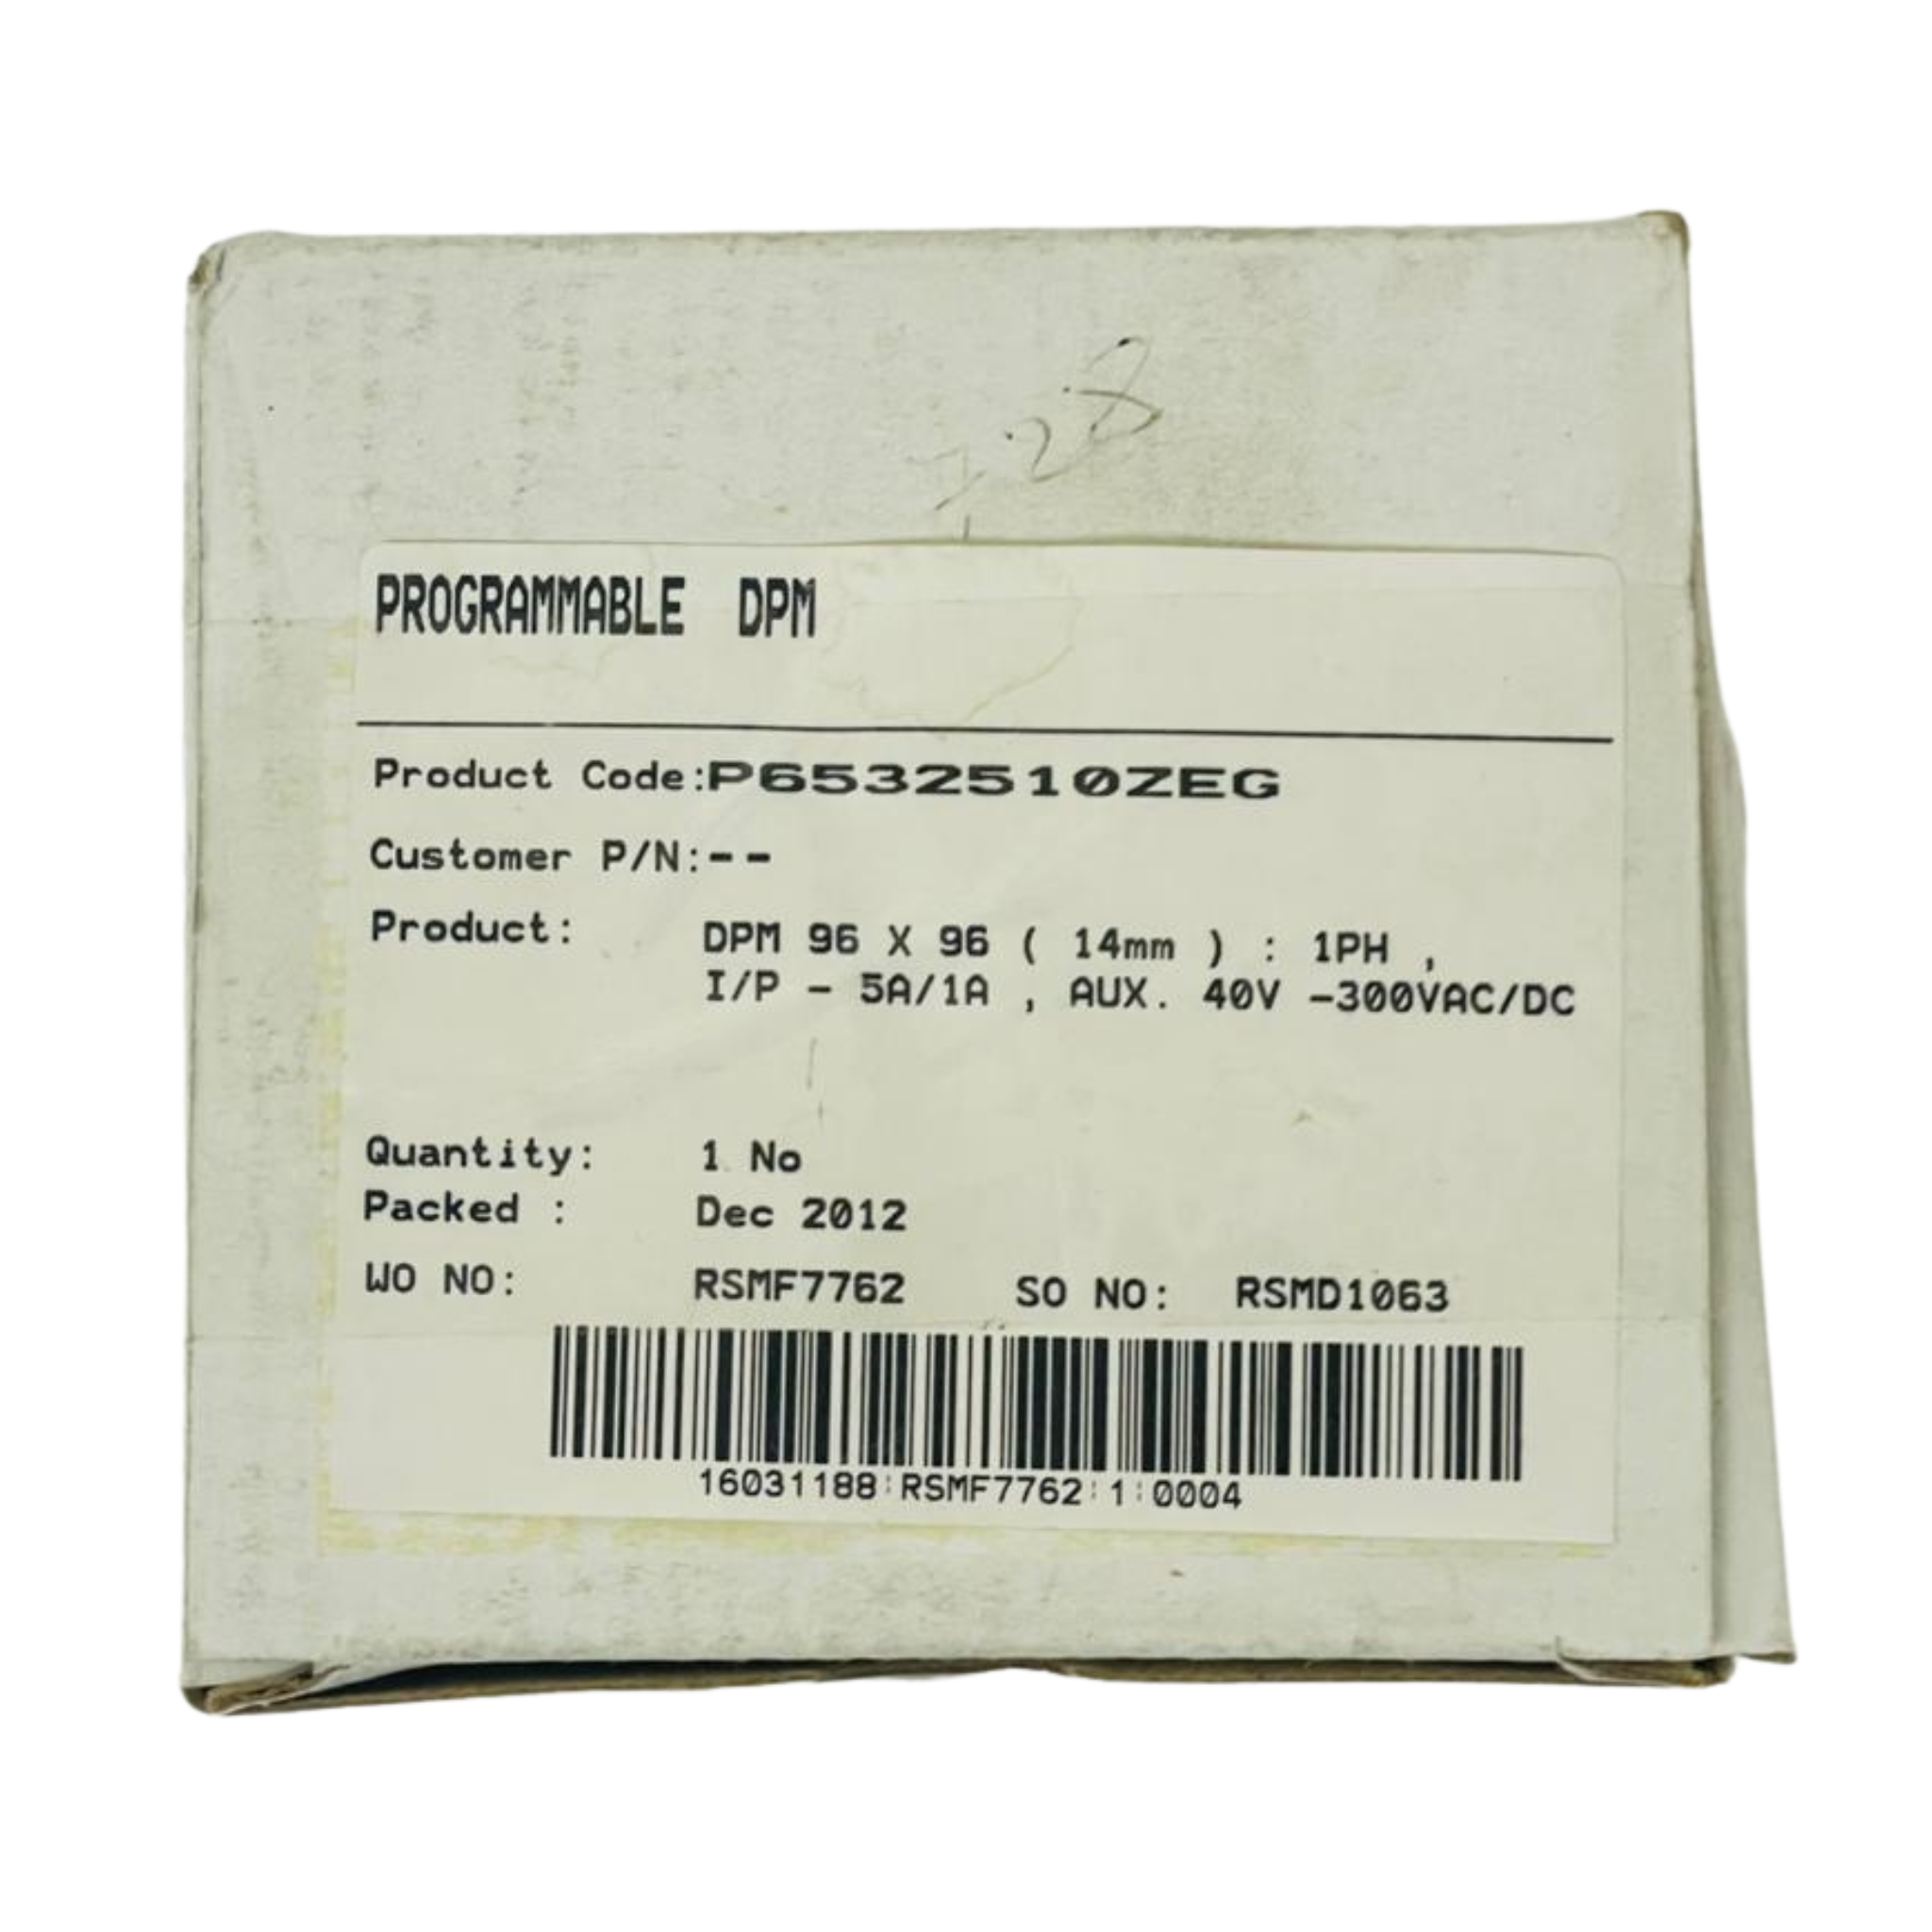 PROGRAMMABLE DPM
Product Code:P6532510ZEG
Customer P/N:--
Product: DPM 96 X 96 ( 14mm ) : 1PH ,
I/P - 5A/1A , AUX. 40V -300VAC/DC
Quantity: 1 No
Packed : Dec 2012
WO NO: RSMF7762 SO NO: RSMD1063
16031188:RSMF7762:1:0004